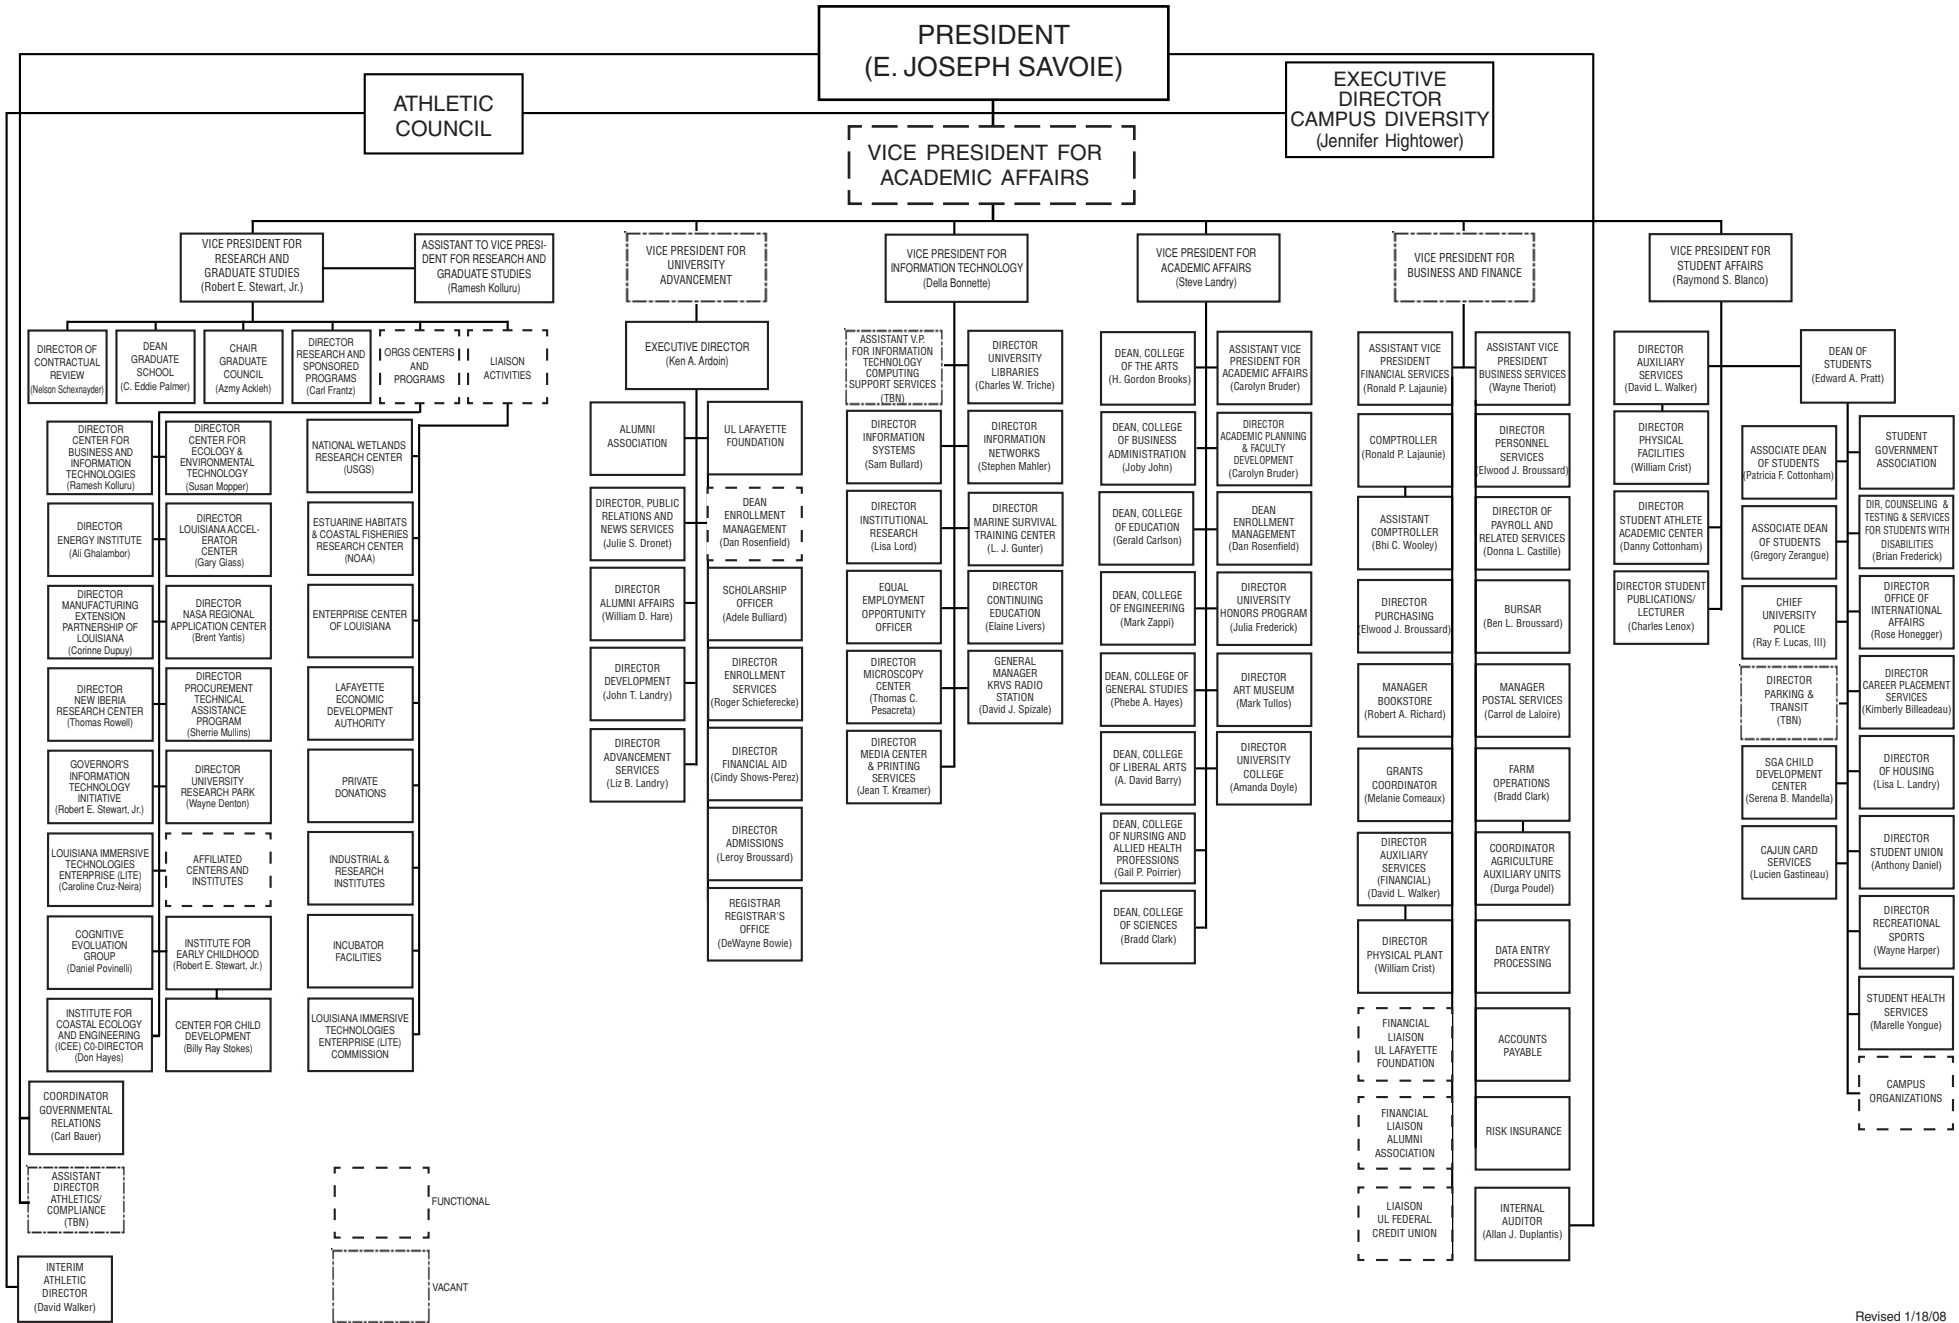 PRESIDENT
(E. JOSEPH SAVOIE)
ATHLETIC
COUNCIL
EXECUTIVE
DIRECTOR
CAMPUS DIVERSITY
(Jennifer Hightower)
VICE PRESIDENT FOR
ACADEMIC AFFAIRS
VICE PRESIDENT FOR
RESEARCH AND
GRADUATE STUDIES
(Robert E. Stewart, Jr.)
ASSISTANT TO VICE PRESI-
DENT FOR RESEARCH AND
GRADUATE STUDIES
(Ramesh Kolluru)
VICE PRESIDENT FOR
UNIVERSITY
ADVANCEMENT
VICE PRESIDENT FOR
INFORMATION TECHNOLOGY
(Della Bonnette)
VICE PRESIDENT FOR
ACADEMIC AFFAIRS
(Steve Landry)
VICE PRESIDENT FOR
BUSINESS AND FINANCE
VICE PRESIDENT FOR
STUDENT AFFAIRS
(Raymond S. Blanco)
DIRECTOR OF
CONTRACTUAL
REVIEW
(Nelson Schexnayder)
DEAN
GRADUATE
SCHOOL
(C. Eddie Palmer)
CHAIR
GRADUATE
COUNCIL
(Azmy Ackleh)
DIRECTOR
RESEARCH AND
SPONSORED
PROGRAMS
(Carl Frantz)
ORGS CENTERS
AND
PROGRAMS
LIAISON
ACTIVITIES
DIRECTOR
CENTER FOR
BUSINESS AND
INFORMATION
TECHNOLOGIES
(Ramesh Kolluru)
DIRECTOR
CENTER FOR
ECOLOGY &
ENVIRONMENTAL
TECHNOLOGY
(Susan Mopper)
DIRECTOR
ENERGY INSTITUTE
(Ali Ghalambor)
DIRECTOR
LOUISIANA ACCEL-
ERATOR
CENTER
(Gary Glass)
DIRECTOR
MANUFACTURING
EXTENSION
PARTNERSHIP OF
LOUISIANA
(Corinne Dupuy)
DIRECTOR
NASA REGIONAL
APPLICATION CENTER
(Brent Yantis)
DIRECTOR
NEW IBERIA
RESEARCH CENTER
(Thomas Rowell)
DIRECTOR
PROCUREMENT
TECHNICAL
ASSISTANCE
PROGRAM
(Sherrie Mullins)
GOVERNOR'S
INFORMATION
TECHNOLOGY
INITIATIVE
(Robert E. Stewart, Jr.)
DIRECTOR
UNIVERSITY
RESEARCH PARK
(Wayne Denton)
LOUISIANA IMMERSIVE
TECHNOLOGIES
ENTERPRISE (LITE)
(Caroline Cruz-Neira)
AFFILIATED
CENTERS AND
INSTITUTES
COGNITIVE
EVOLUATION
GROUP
(Daniel Povinelli)
INSTITUTE FOR
EARLY CHILDHOOD
(Robert E. Stewart, Jr.)
INSTITUTE FOR
COASTAL ECOLOGY
AND ENGINEERING
(ICEE) C0-DIRECTOR
(Don Hayes)
CENTER FOR CHILD
DEVELOPMENT
(Billy Ray Stokes)
NATIONAL WETLANDS
RESEARCH CENTER
(USGS)
ESTUARINE HABITATS
& COASTAL FISHERIES
RESEARCH CENTER
(NOAA)
ENTERPRISE CENTER
OF LOUISIANA
LAFAYETTE
ECONOMIC
DEVELOPMENT
AUTHORITY
PRIVATE
DONATIONS
INDUSTRIAL &
RESEARCH
INSTITUTES
INCUBATOR
FACILITIES
LOUISIANA IMMERSIVE
TECHNOLOGIES
ENTERPRISE (LITE)
COMMISSION
COORDINATOR
GOVERNMENTAL
RELATIONS
(Carl Bauer)
ASSISTANT
DIRECTOR
ATHLETICS/
COMPLIANCE
(TBN)
INTERIM
ATHLETIC
DIRECTOR
(David Walker)
FUNCTIONAL
VACANT
EXECUTIVE DIRECTOR
(Ken A. Ardoin)
ALUMNI
ASSOCIATION
UL LAFAYETTE
FOUNDATION
DIRECTOR, PUBLIC
RELATIONS AND
NEWS SERVICES
(Julie S. Dronet)
DEAN
ENROLLMENT
MANAGEMENT
(Dan Rosenfield)
DIRECTOR
ALUMNI AFFAIRS
(William D. Hare)
SCHOLARSHIP
OFFICER
(Adele Bulliard)
DIRECTOR
DEVELOPMENT
(John T. Landry)
DIRECTOR
ENROLLMENT
SERVICES
(Roger Schieferecke)
DIRECTOR
ADVANCEMENT
SERVICES
(Liz B. Landry)
DIRECTOR
FINANCIAL AID
(Cindy Shows-Perez)
DIRECTOR
ADMISSIONS
(Leroy Broussard)
REGISTRAR
REGISTRAR'S
OFFICE
(DeWayne Bowie)
ASSISTANT V.P.
FOR INFORMATION
TECHNOLOGY
COMPUTING
SUPPORT SERVICES
(TBN)
DIRECTOR
UNIVERSITY
LIBRARIES
(Charles W. Triche)
DIRECTOR
INFORMATION
SYSTEMS
(Sam Bullard)
DIRECTOR
INFORMATION
NETWORKS
(Stephen Mahler)
DIRECTOR
INSTITUTIONAL
RESEARCH
(Lisa Lord)
DIRECTOR
MARINE SURVIVAL
TRAINING CENTER
(L. J. Gunter)
EQUAL
EMPLOYMENT
OPPORTUNITY
OFFICER
DIRECTOR
CONTINUING
EDUCATION
(Elaine Livers)
DIRECTOR
MICROSCOPY
CENTER
(Thomas C.
Pesacreta)
GENERAL
MANAGER
KRVS RADIO
STATION
(David J. Spizale)
DIRECTOR
MEDIA CENTER
& PRINTING
SERVICES
(Jean T. Kreamer)
DEAN, COLLEGE
OF THE ARTS
(H. Gordon Brooks)
ASSISTANT VICE
PRESIDENT FOR
ACADEMIC AFFAIRS
(Carolyn Bruder)
DEAN, COLLEGE
OF BUSINESS
ADMINISTRATION
(Joby John)
DIRECTOR
ACADEMIC PLANNING
& FACULTY
DEVELOPMENT
(Carolyn Bruder)
DEAN, COLLEGE
OF EDUCATION
(Gerald Carlson)
DEAN
ENROLLMENT
MANAGEMENT
(Dan Rosenfield)
DEAN, COLLEGE
OF ENGINEERING
(Mark Zappi)
DIRECTOR
UNIVERSITY
HONORS PROGRAM
(Julia Frederick)
DEAN, COLLEGE OF
GENERAL STUDIES
(Phebe A. Hayes)
DIRECTOR
ART MUSEUM
(Mark Tullos)
DEAN, COLLEGE
OF LIBERAL ARTS
(A. David Barry)
DIRECTOR
UNIVERSITY
COLLEGE
(Amanda Doyle)
DEAN, COLLEGE
OF NURSING AND
ALLIED HEALTH
PROFESSIONS
(Gail P. Poirrier)
DEAN, COLLEGE
OF SCIENCES
(Bradd Clark)
ASSISTANT VICE
PRESIDENT
FINANCIAL SERVICES
(Ronald P. Lajaunie)
ASSISTANT VICE
PRESIDENT
BUSINESS SERVICES
(Wayne Theriot)
COMPTROLLER
(Ronald P. Lajaunie)
DIRECTOR
PERSONNEL
SERVICES
(Elwood J. Broussard)
ASSISTANT
COMPTROLLER
(Bhi C. Wooley)
DIRECTOR OF
PAYROLL AND
RELATED SERVICES
(Donna L. Castille)
DIRECTOR
PURCHASING
(Elwood J. Broussard)
BURSAR
(Ben L. Broussard)
MANAGER
BOOKSTORE
(Robert A. Richard)
MANAGER
POSTAL SERVICES
(Carrol de Laloire)
GRANTS
COORDINATOR
(Melanie Comeaux)
FARM
OPERATIONS
(Bradd Clark)
DIRECTOR
AUXILIARY
SERVICES
(FINANCIAL)
(David L. Walker)
COORDINATOR
AGRICULTURE
AUXILIARY UNITS
(Durga Poudel)
DIRECTOR
PHYSICAL PLANT
(William Crist)
DATA ENTRY
PROCESSING
FINANCIAL
LIAISON
UL LAFAYETTE
FOUNDATION
ACCOUNTS
PAYABLE
FINANCIAL
LIAISON
ALUMNI
ASSOCIATION
RISK INSURANCE
LIAISON
UL FEDERAL
CREDIT UNION
INTERNAL
AUDITOR
(Allan J. Duplantis)
DIRECTOR
AUXILIARY
SERVICES
(David L. Walker)
DEAN OF
STUDENTS
(Edward A. Pratt)
DIRECTOR
PHYSICAL
FACILITIES
(William Crist)
DIRECTOR
STUDENT ATHLETE
ACADEMIC CENTER
(Danny Cottonham)
DIRECTOR STUDENT
PUBLICATIONS/
LECTURER
(Charles Lenox)
ASSOCIATE DEAN
OF STUDENTS
(Patricia F. Cottonham)
STUDENT
GOVERNMENT
ASSOCIATION
ASSOCIATE DEAN
OF STUDENTS
(Gregory Zerangue)
DIR, COUNSELING &
TESTING & SERVICES
FOR STUDENTS WITH
DISABILITIES
(Brian Frederick)
CHIEF
UNIVERSITY
POLICE
(Ray F. Lucas, III)
DIRECTOR
OFFICE OF
INTERNATIONAL
AFFAIRS
(Rose Honegger)
DIRECTOR
PARKING &
TRANSIT
(TBN)
DIRECTOR
CAREER PLACEMENT
SERVICES
(Kimberly Billeadeau)
SGA CHILD
DEVELOPMENT
CENTER
(Serena B. Mandella)
DIRECTOR
OF HOUSING
(Lisa L. Landry)
CAJUN CARD
SERVICES
(Lucien Gastineau)
DIRECTOR
STUDENT UNION
(Anthony Daniel)
DIRECTOR
RECREATIONAL
SPORTS
(Wayne Harper)
STUDENT HEALTH
SERVICES
(Marelle Yongue)
CAMPUS
ORGANIZATIONS
Revised 1/18/08